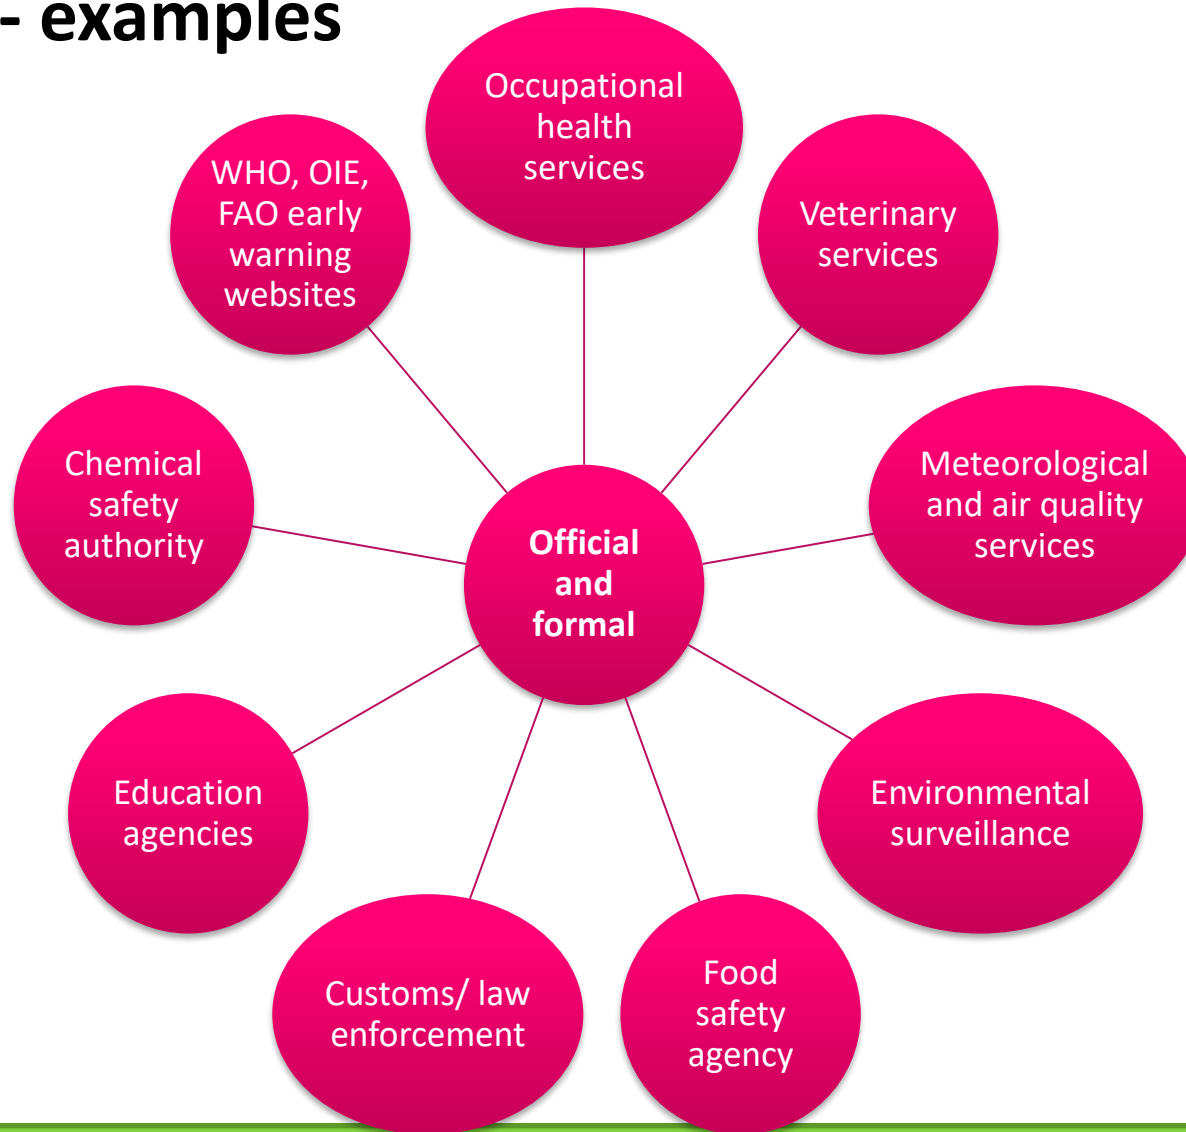 - examples
Occupational
health
services
WHO, OIE,
FAO early
warning
websites
Veterinary
services
Chemical
safety
authority
Meteorological
and air quality
services
Official
and
formal
Education
agencies
Environmental
surveillance
Customs/ law
enforcement
Food
safety
agency